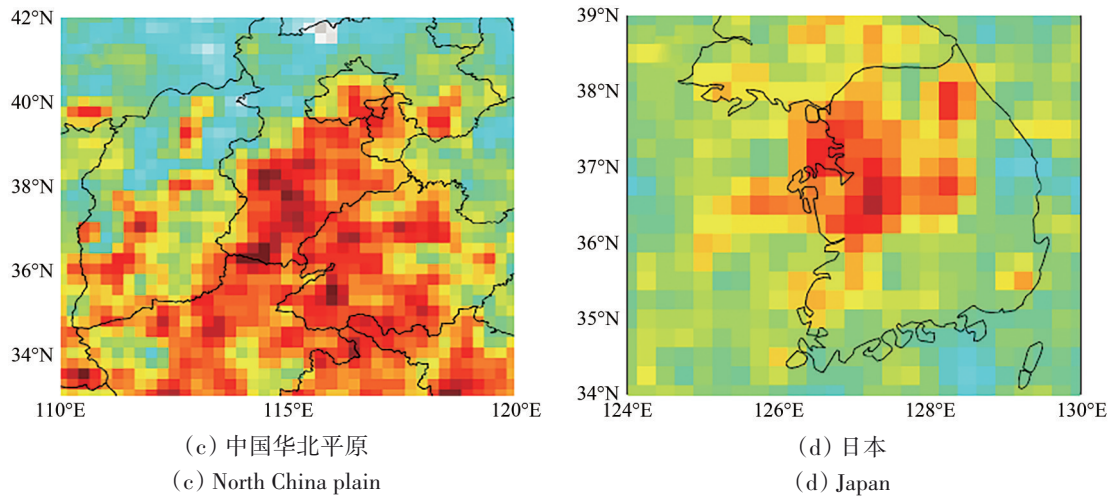 42°N
40°N
38°N
36°N
34°N
110°E 115°E 120°E
(c) 中国华北平原
(c) North China plain
39°N
38°N
37°N
36°N
35°N
34°N
124°E 126°E 128°E 130°E
(d) 日本
(d) Japan